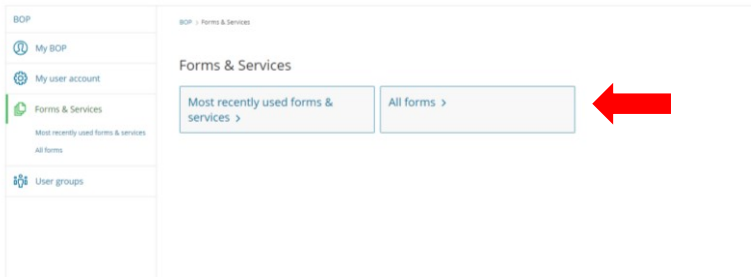 BOP
My BOP
My user account
Forms & Services
Most recently used forms & services
All forms
User groups
BOP > Forms & Services
Forms & Services
Most recently used forms &
services >
All forms >